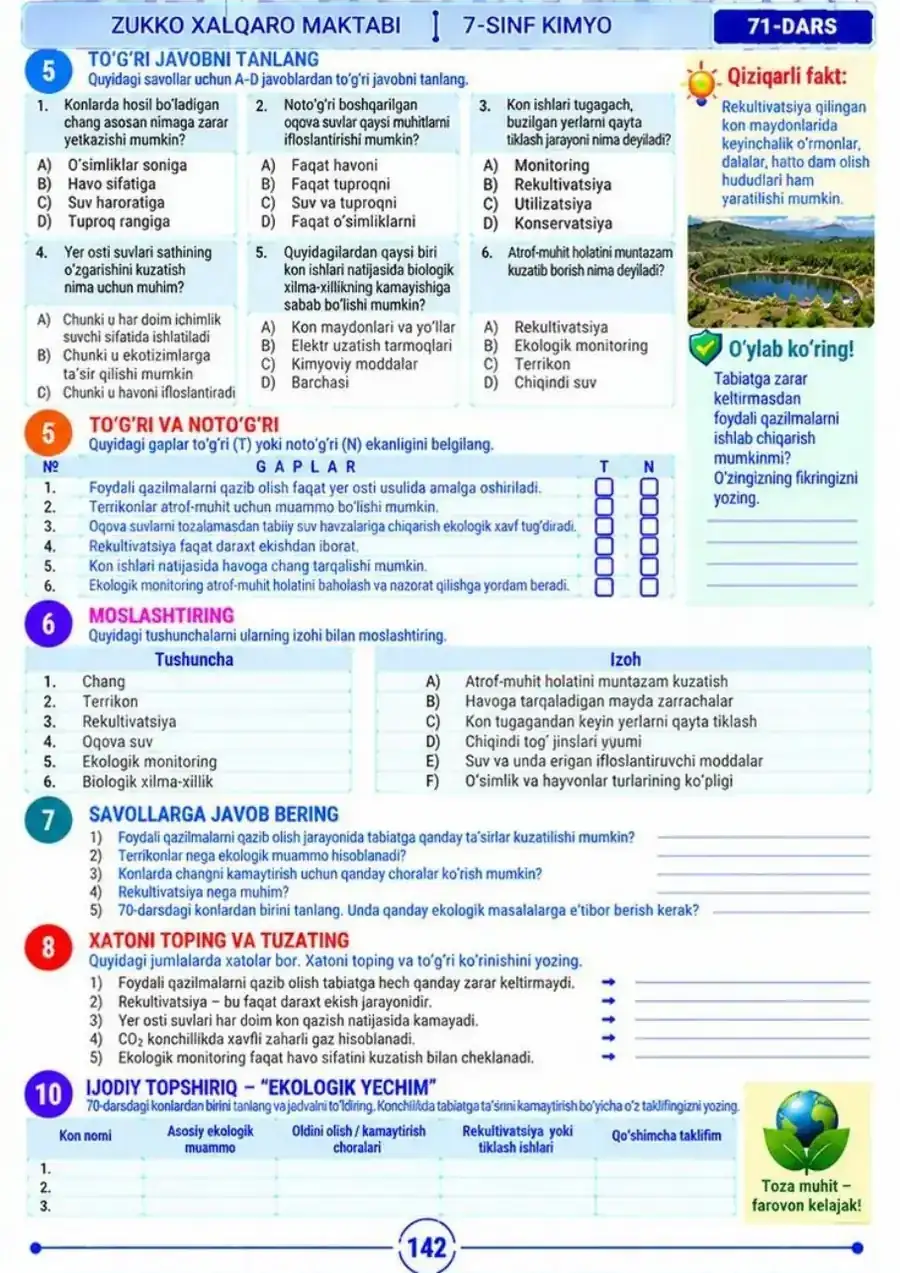 ZUKKO XALQARO MAKTABI
7-SINF KIMYO
71-DARS
5
TO'G'RI JAVOBNI TANLANG
Quyidagi savollar uchun A-D javoblardan to'g'ri javobni tanlang.
1. Konlarda hosil bo'ladigan
chang asosan nimaga zarar
yetkazishi mumkin?
A) O'simliklar soniga
B) Havo sifatiga
C) Suv haroratiga
D) Tuproq rangiga
2. Noto'g'ri boshqarilgan
oqova suvlar qaysi muhitlarni
ifloslantirishi mumkin?
A) Faqat havoni
B) Faqat tuproqni
C) Suv va tuproqni
D) Faqat o'simliklarni
3. Kon ishlari tugagach,
buzilgan yerlarni qayta
tiklash jarayoni nima deyiladi?
A) Monitoring
B) Rekultivatsiya
C) Utilizatsiya
D) Konservatsiya
4. Yer osti suvlari sathining
o'zgarishini kuzatish
nima uchun muhim?
A) Chunki u har doim ichimlik
suvchi sifatida ishlatiladi
B) Chunki u ekotizimlarga
ta'sir qilishi mumkin
C) Chunki u havoni ifloslantiradi
5. Quyidagilardan qaysi biri
kon ishlari natijasida biologik
xilma-xillikning kamayishiga
sabab bo'lishi mumkin?
A) Kon maydonlari va yo'llar
B) Elektr uzatish tarmoqlari
C) Kimyoviy moddalar
D) Barchasi
6. Atrof-muhit holatini muntazam
kuzatib borish nima deyiladi?
A) Rekultivatsiya
B) Ekologik monitoring
C) Terrikon
D) Chiqindi suv
Qiziqarli fakt:
Rekultivatsiya qilingan
kon maydonlarida
keyinchalik o'rmonlar,
dalalar, hatto dam olish
hududlari ham
yaratilishi mumkin.
O'ylab ko'ring!
Tabiatga zarar
keltirmasdan
foydali qazilmalarni
ishlab chiqarish
mumkinmi?
O'zingizning fikringizni
yozing.
5
TO'G'RI VA NOTO'G'RI
Quyidagi gaplar to'g'ri (T) yoki noto'g'ri (N) ekanligini belgilang.
№ GAPLAR T N
1. Foydali qazilmalarni qazib olish faqat yer osti usulida amalga oshiriladi.
2. Terrikonlar atrof-muhit uchun muammo bo'lishi mumkin.
3. Oqova suvlarni tozalamasdan tabiiy suv havzalariga chiqarish ekologik xavf tug'diradi.
4. Rekultivatsiya faqat daraxt ekishdan iborat.
5. Kon ishlari natijasida havoga chang tarqalishi mumkin.
6. Ekologik monitoring atrof-muhit holatini baholash va nazorat qilishga yordam beradi.
6
MOSLASHTIRING
Quyidagi tushunchalarni ularning izohi bilan moslashtiring.
Tushuncha
1. Chang
2. Terrikon
3. Rekultivatsiya
4. Oqova suv
5. Ekologik monitoring
6. Biologik xilma-xillik
Izoh
A) Atrof-muhit holatini muntazam kuzatish
B) Havoga tarqaladigan mayda zarrachalar
C) Kon tugagandan keyin yerlarni qayta tiklash
D) Chiqindi tog' jinslari yuumi
E) Suv va unda erigan ifloslantiruvchi moddalar
F) O'simlik va hayvonlar turlarining ko'pligi
7
SAVOLLARGA JAVOB BERING
1) Foydali qazilmalarni qazib olish jarayonida tabiatga qanday ta'sirlar kuzatilishi mumkin?
2) Terrikonlar nega ekologik muammo hisoblanadi?
3) Konlarda changni kamaytirish uchun qanday choralar ko'rish mumkin?
4) Rekultivatsiya nega muhim?
5) 70-darsdagi konlardan birini tanlang. Unda qanday ekologik masalalarga e'tibor berish kerak?
8
XATONI TOPING VA TUZATING
Quyidagi jumlalarda xatolar bor. Xatoni toping va to'g'ri ko'rinishini yozing.
1) Foydali qazilmalarni qazib olish tabiatga hech qanday zarar keltirmaydi.
2) Rekultivatsiya – bu faqat daraxt ekish jarayonidir.
3) Yer osti suvlari har doim kon qazish natijasida kamayadi.
4) CO₂ konchillikda xavfli zaharli gaz hisoblanadi.
5) Ekologik monitoring faqat havo sifatini kuzatish bilan cheklanadi.
10
IJODIY TOPSHIRIQ – "EKOLOGIK YECHIM"
70-darsdagi konlardan birini tanlang va jadvalni to'ldiring. Konchilikda tabiatga ta'sirni kamaytirish bo'yicha o'z taklifingizni yozing.
Kon nomi
Asosiy ekologik
muammo
Oldini olish / kamaytirish
choralari
Rekultivatsiya yoki
tiklash ishlari
Qo'shimcha taklifim
1.
2.
3.
Toza muhit –
farovon kelajak!
142